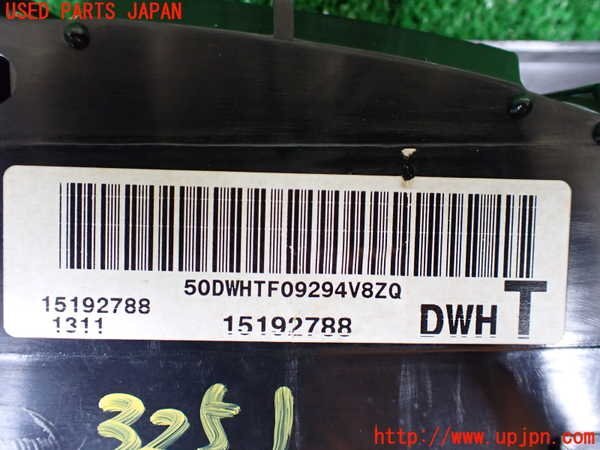 USED PARTS JAPAN
50DWHTF09294V8ZQ
15192788
1311
15192788
DWH T
3251
http://www.upjpn.com/